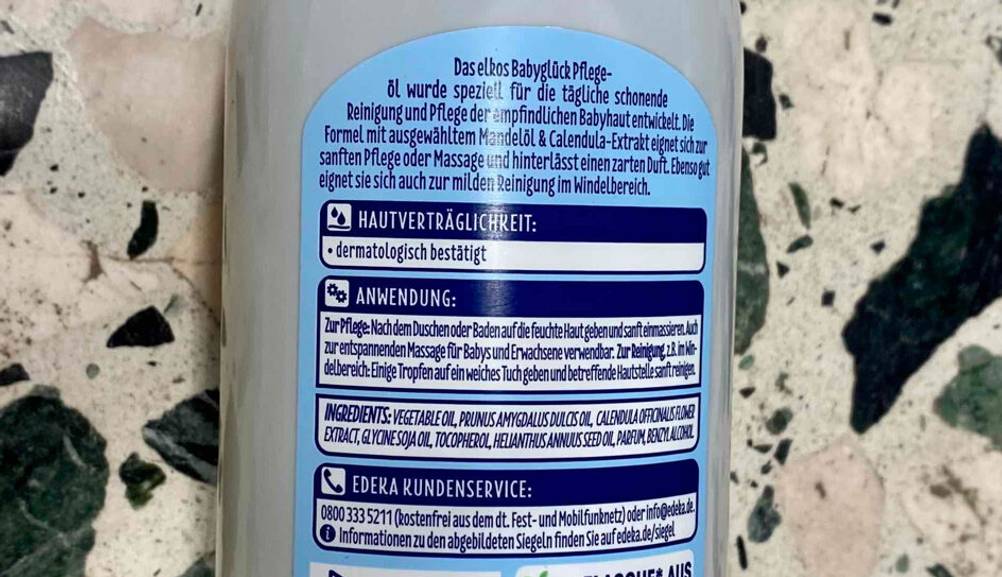 Das elkos Babyglück Pflege-
öl wurde speziell für die tägliche schonende
Reinigung und Pflege der empfindlichen Babyhaut entwickelt. Die
Formel mit ausgewähltem Mandelöl & Calendula-Extrakt eignet sich zur
sanften Pflege oder Massage und hinterlässt einen zarten Duft. Ebenso gut
eignet sie sich auch zur milden Reinigung im Windelbereich.
HAUTVERTRÄGLICHKEIT:
• dermatologisch bestätigt
ANWENDUNG:
Zur Pflege: Nach dem Duschen oder Baden auf die feuchte Haut geben und sanft einmassieren. Auch
zur entspannenden Massage für Babys und Erwachsene verwendbar. Zur Reinigung, z.B. im Win-
delbereich: Einige Tropfen auf ein weiches Tuch geben und betreffende Hautstelle sanft reinigen.
INGREDIENTS: VEGETABLE OIL, PRUNUS AMYGDALUS DULCIS OIL, CALENDULA OFFICINALIS FLOWER
EXTRACT, GLYCINE SOJA OIL, TOCOPHEROL, HELIANTHUS ANNUUS SEED OIL, PARFUM, BENZYL ALCOHOL.
EDEKA KUNDENSERVICE:
0800 333 5211 (kostenfrei aus dem dt. Fest- und Mobilfunknetz) oder info@edeka.de.
Informationen zu den abgebildeten Siegeln finden Sie auf edeka.de/siegel
AUS